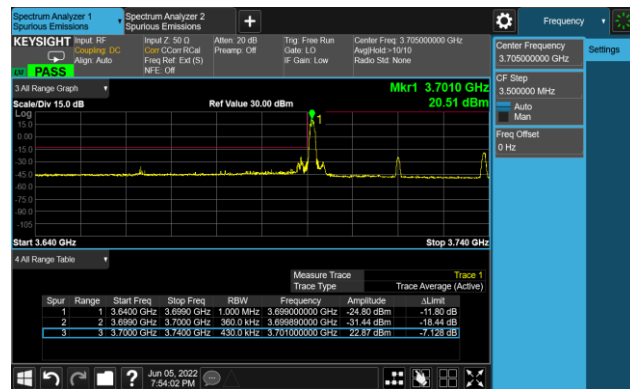 Spectrum Analyzer 1
Spurious Emissions
Spectrum Analyzer 2
Spurious Emissions
+
Frequency
KEYSIGHT
Input: RF
Coupling: DC
Align: Auto
Input Z: 50 Ω
Corr CCorr RCal
Freq Ref: Ext (S)
NFE: Off
Atten: 20 dB
Preamp: Off
Trig: Free Run
Gate: LO
IF Gain: Low
Center Freq: 3.705000000 GHz
Avg|Hold:>10/10
Radio Std: None
PASS
Center Frequency
3.705000000 GHz
Settings
CF Step
3.500000 MHz
Auto
Man
Freq Offset
0 Hz
3 All Range Graph
Mkr1 3.7010 GHz
Scale/Div 15.0 dB
Ref Value 30.00 dBm
20.51 dBm
Log
15.0
0.00
-15.0
-30.0
-45.0
-60.0
-75.0
-90.0
-105
1
Start 3.640 GHz
Stop 3.740 GHz
4 All Range Table
Measure Trace Trace 1
Trace Type Trace Average (Active)
Spur Range Start Freq Stop Freq RBW Frequency Amplitude ΔLimit
1 1 3.6400 GHz 3.6990 GHz 1.000 MHz 3.699000000 GHz -24.80 dBm -11.80 dB
2 2 3.6990 GHz 3.7000 GHz 360.0 kHz 3.699890000 GHz -31.44 dBm -18.44 dB
3 3 3.7000 GHz 3.7400 GHz 430.0 kHz 3.701000000 GHz 22.87 dBm -7.128 dB
?
Jun 05, 2022
7:54:02 PM